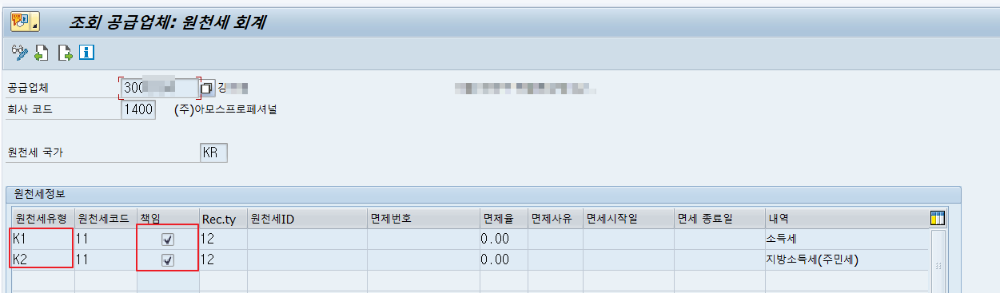 조회 공급업체: 원천세 회계
공급업체 300 강
회사 코드 1400 (주)아모스프로페셔널
원천세 국가 KR
원천세정보
원천세유형 원천세코드 책임 Rec.ty 원천세ID 면제번호 면제율 면제사유 면세시작일 면세 종료일 내역
K1 11 12 0.00 소득세
K2 11 12 0.00 지방소득세(주민세)